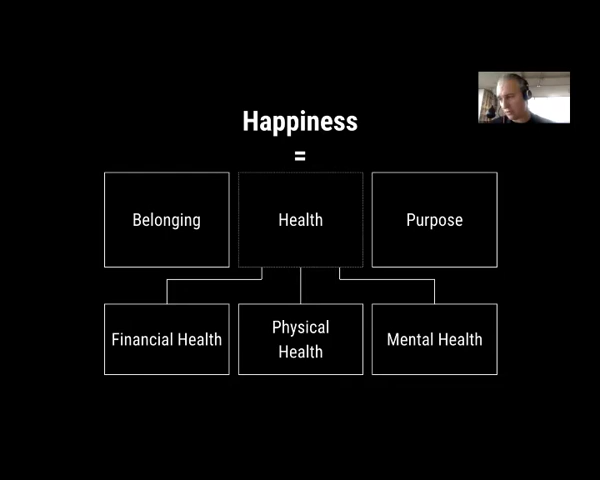 Happiness
=
Belonging
Health
Purpose
Financial Health
Physical
Health
Mental Health